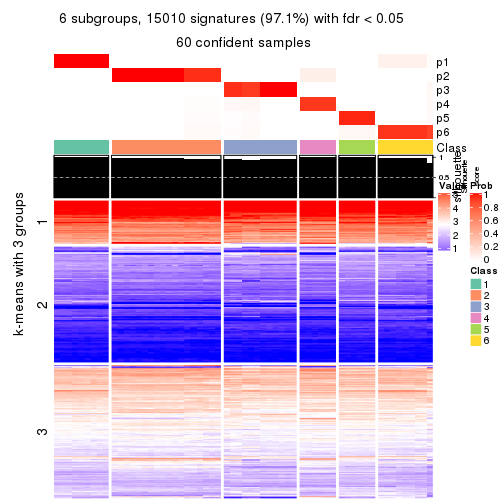 6 subgroups, 15010 signatures (97.1%) with fdr < 0.05
60 confident samples
p1
p2
p3
p4
p5
p6
Class
1
0.5
Silhouette
score
Value
4
3
2
1
Prob
1
0.8
0.6
0.4
0.2
0
Class
1
2
3
4
5
6
k-means with 3 groups
1
2
3